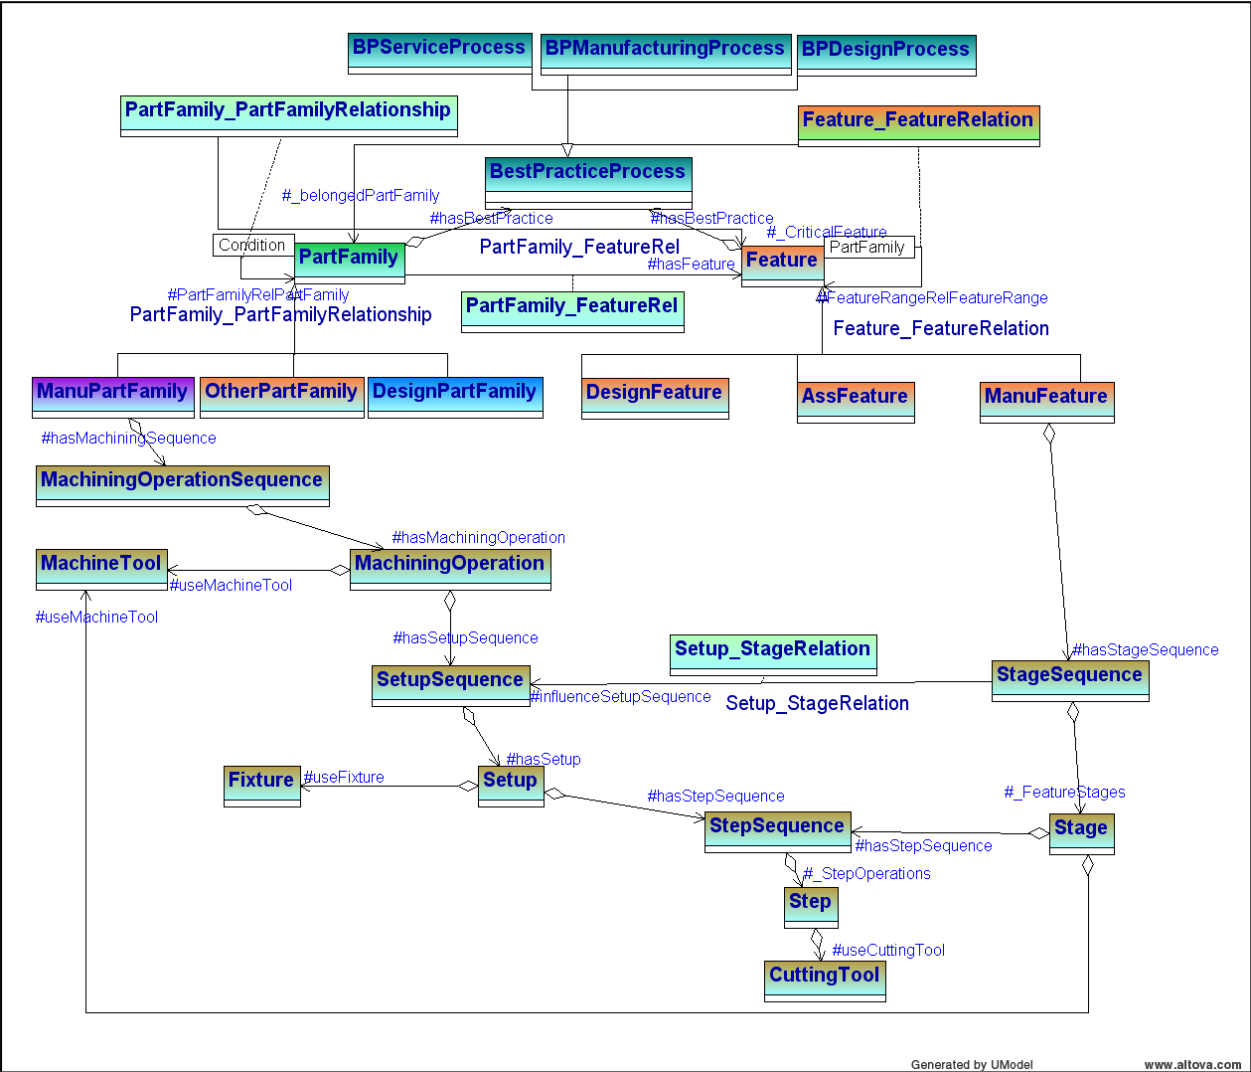 BPServiceProcess
BPManufacturingProcess
BPDesignProcess
PartFamily_PartFamilyRelationship
Feature_FeatureRelation
BestPracticeProcess
#_belongedPartFamily
#hasBestPractice
#hasBestPractice
#_CriticalFeature
Condition
PartFamily_FeatureRel
PartFamily
PartFamily
#hasFeature
Feature
#PartFamilyRelPartFamily
PartFamily_FeatureRel
#FeatureRangeRelFeatureRange
PartFamily_PartFamilyRelationship
Feature_FeatureRelation
ManuPartFamily
OtherPartFamily
DesignPartFamily
DesignFeature
AssFeature
ManuFeature
#hasMachiningSequence
MachiningOperationSequence
#hasMachiningOperation
MachineTool
MachiningOperation
#useMachineTool
#useMachineTool
#hasSetupSequence
Setup_StageRelation
#hasStageSequence
SetupSequence
StageSequence
#influenceSetupSequence
Setup_StageRelation
#hasSetup
Fixture
#useFixture
Setup
#hasStepSequence
#_FeatureStages
StepSequence
Stage
#hasStepSequence
#_StepOperations
Step
#useCuttingTool
CuttingTool
Generated by UModel
www.altova.com